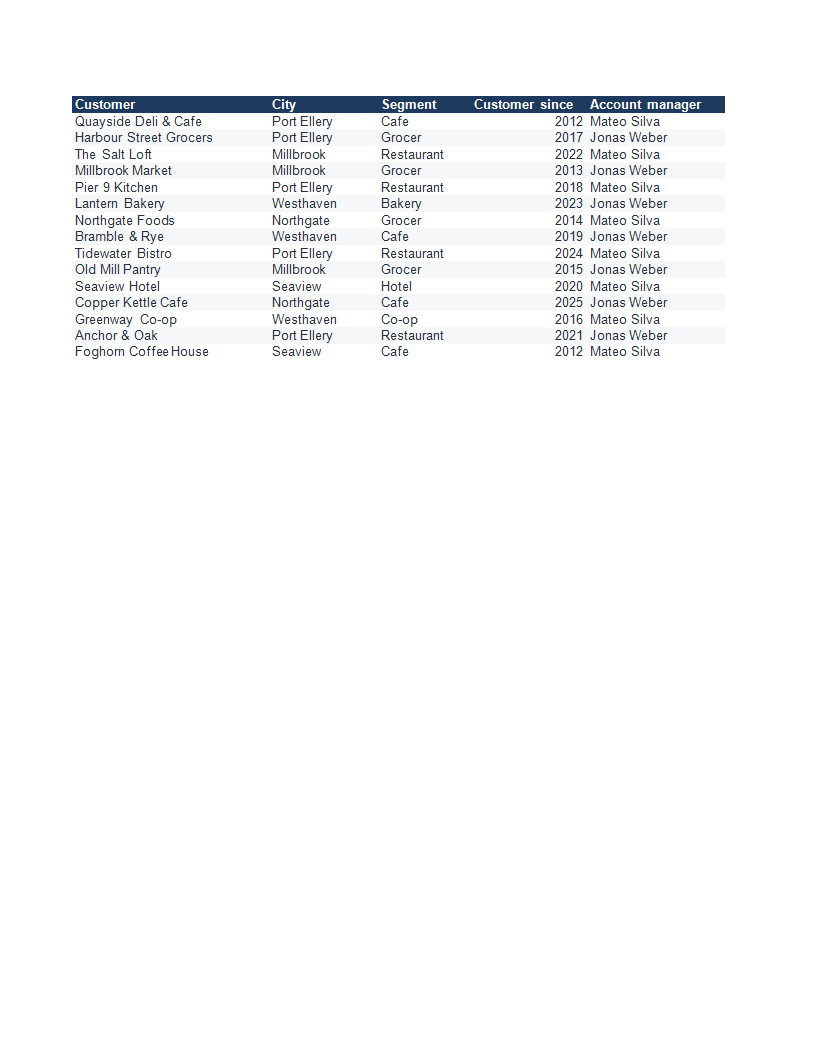 Customer City Segment Customer since Account manager
Quayside Deli & Cafe Port Ellery Cafe 2012 Mateo Silva
Harbour Street Grocers Port Ellery Grocer 2017 Jonas Weber
The Salt Loft Millbrook Restaurant 2022 Mateo Silva
Millbrook Market Millbrook Grocer 2013 Jonas Weber
Pier 9 Kitchen Port Ellery Restaurant 2018 Mateo Silva
Lantern Bakery Westhaven Bakery 2023 Jonas Weber
Northgate Foods Northgate Grocer 2014 Mateo Silva
Bramble & Rye Westhaven Cafe 2019 Jonas Weber
Tidewater Bistro Port Ellery Restaurant 2024 Mateo Silva
Old Mill Pantry Millbrook Grocer 2015 Jonas Weber
Seaview Hotel Seaview Hotel 2020 Mateo Silva
Copper Kettle Cafe Northgate Cafe 2025 Jonas Weber
Greenway Co-op Westhaven Co-op 2016 Mateo Silva
Anchor & Oak Port Ellery Restaurant 2021 Jonas Weber
Foghorn Coffee House Seaview Cafe 2012 Mateo Silva